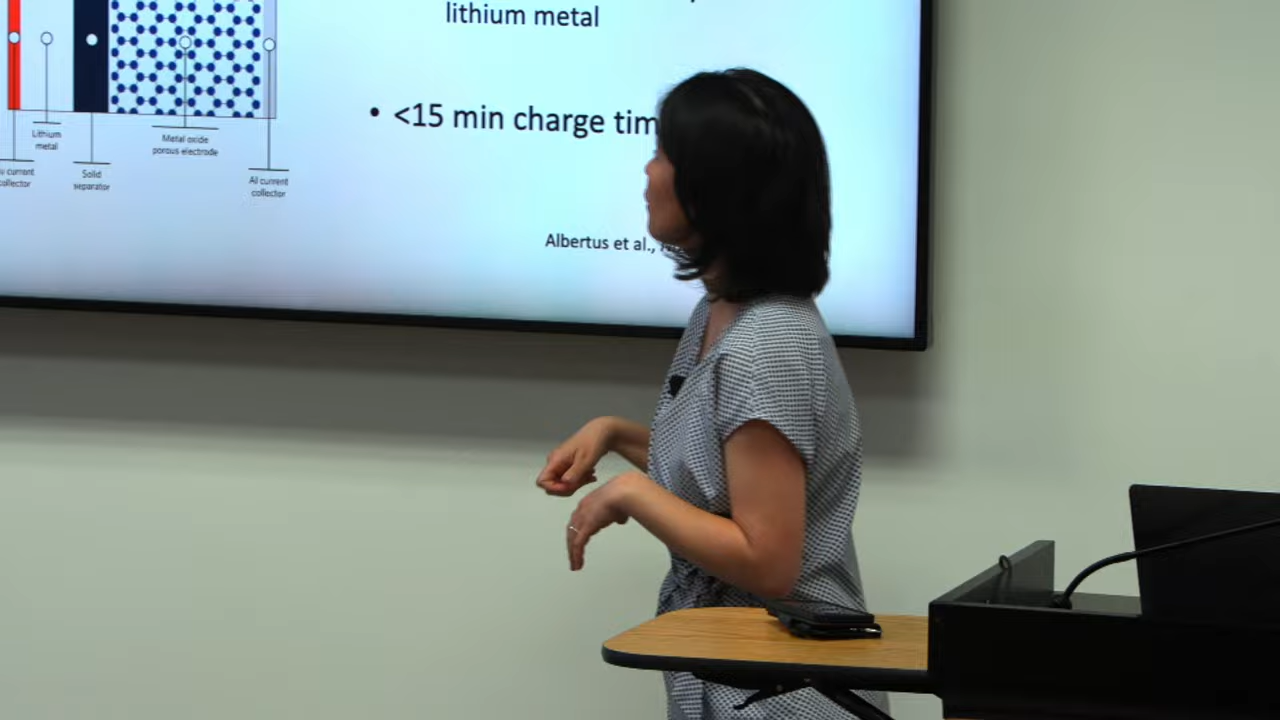 lithium metal
<15 min charge tim
Albertus et al.,
Lithium
metal
Metal oxide
porous electrode
u current
collector
Solid
separator
Al current
collector